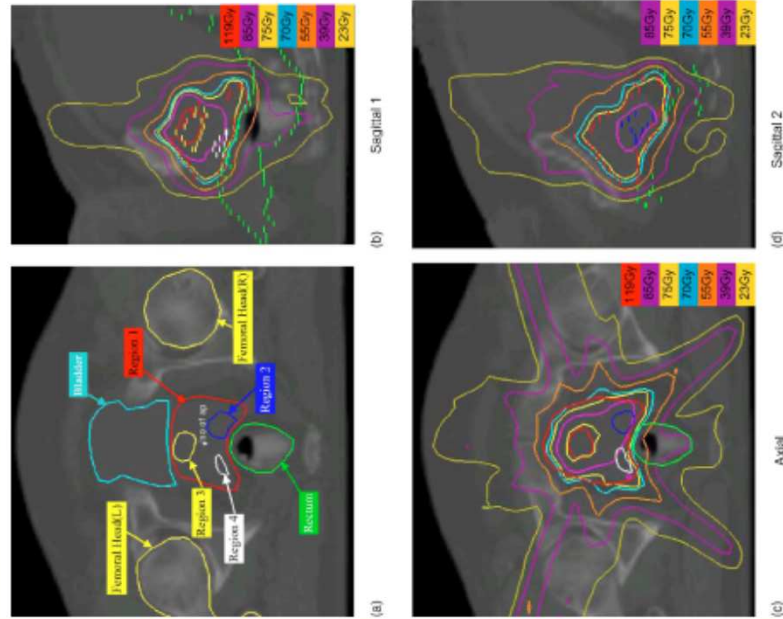 (a)
Femoral Head(L)
Bladder
Region 1
Femoral Head(R)
Region 3
Region 4
Region 2
Rectum
(b)
Sagittal 1
119Gy
85Gy
75Gy
70Gy
55Gy
39Gy
23Gy
(c)
Axial
119Gy
85Gy
75Gy
70Gy
55Gy
39Gy
23Gy
(d)
Sagittal 2
85Gy
75Gy
70Gy
55Gy
39Gy
23Gy